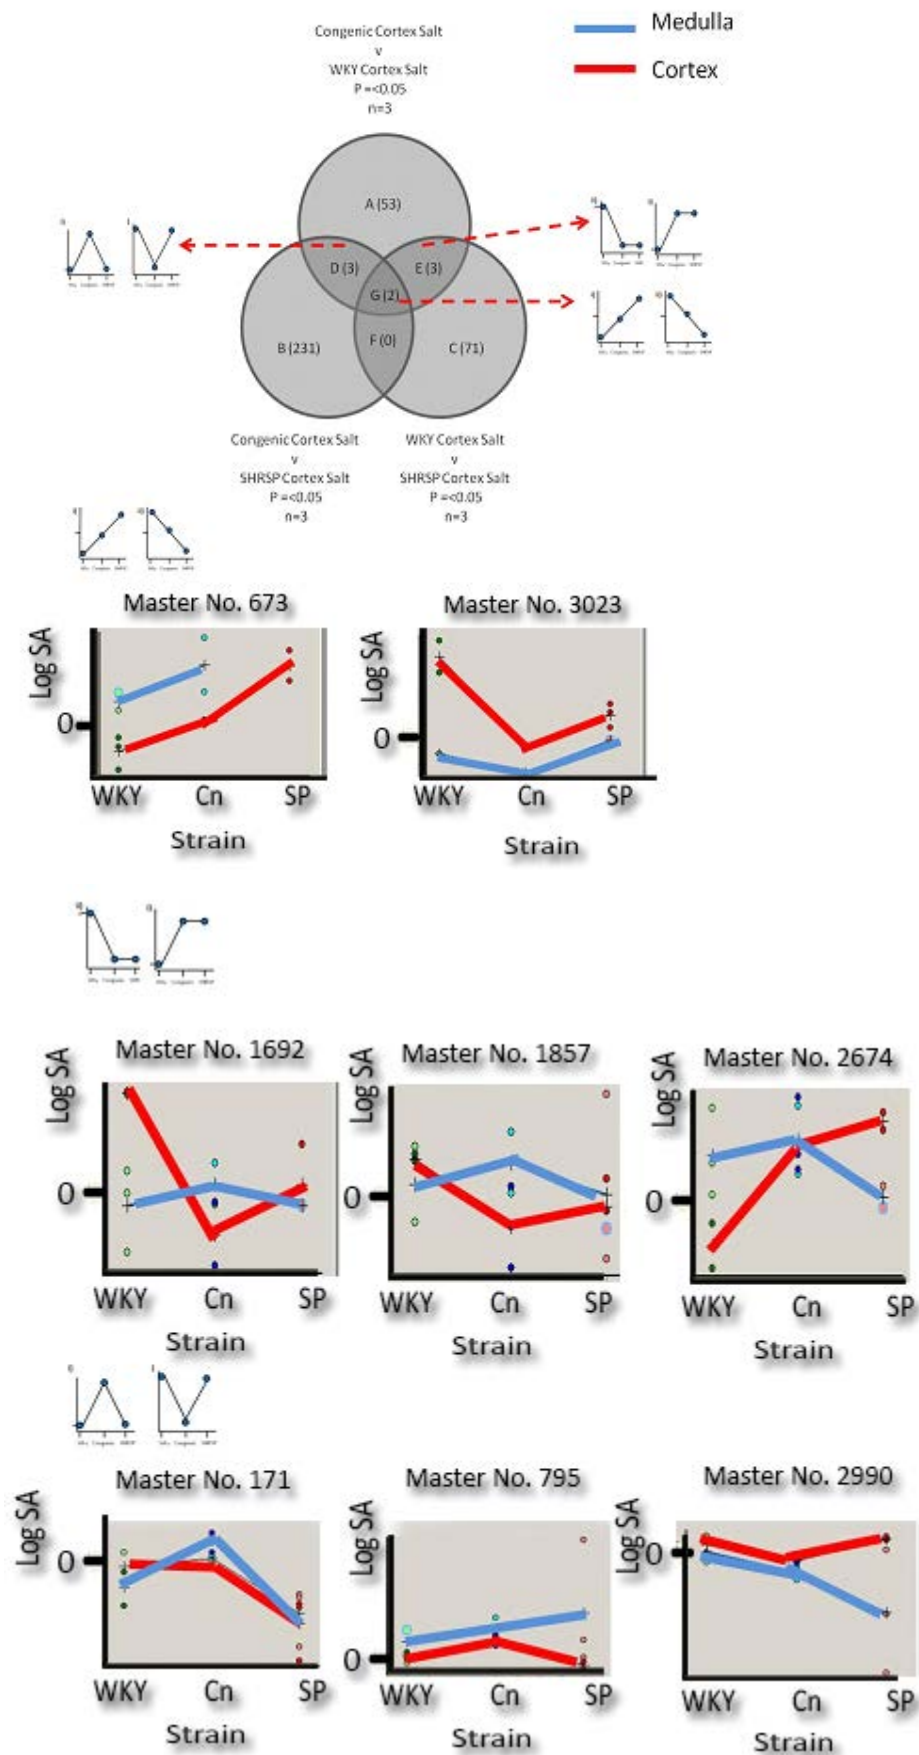 Congenic Cortex Salt
v
WKY Cortex Salt
P =<0.05
n=3
Medulla
Cortex
A (53)
D (3)
E (3)
G (2)
B (231)
F (0)
C (71)
Congenic Cortex Salt
v
SHRSP Cortex Salt
P =<0.05
n=3
WKY Cortex Salt
v
SHRSP Cortex Salt
P =<0.05
n=3
Master No. 673
Log SA
0
WKY Cn SP
Strain
Master No. 3023
Log SA
0
WKY Cn SP
Strain
Master No. 1692
Log SA
0
WKY Cn SP
Strain
Master No. 1857
Log SA
0
WKY Cn SP
Strain
Master No. 2674
Log SA
0
WKY Cn SP
Strain
Master No. 171
Log SA
0
WKY Cn SP
Strain
Master No. 795
Log SA
0
WKY Cn SP
Strain
Master No. 2990
Log SA
0
WKY Cn SP
Strain